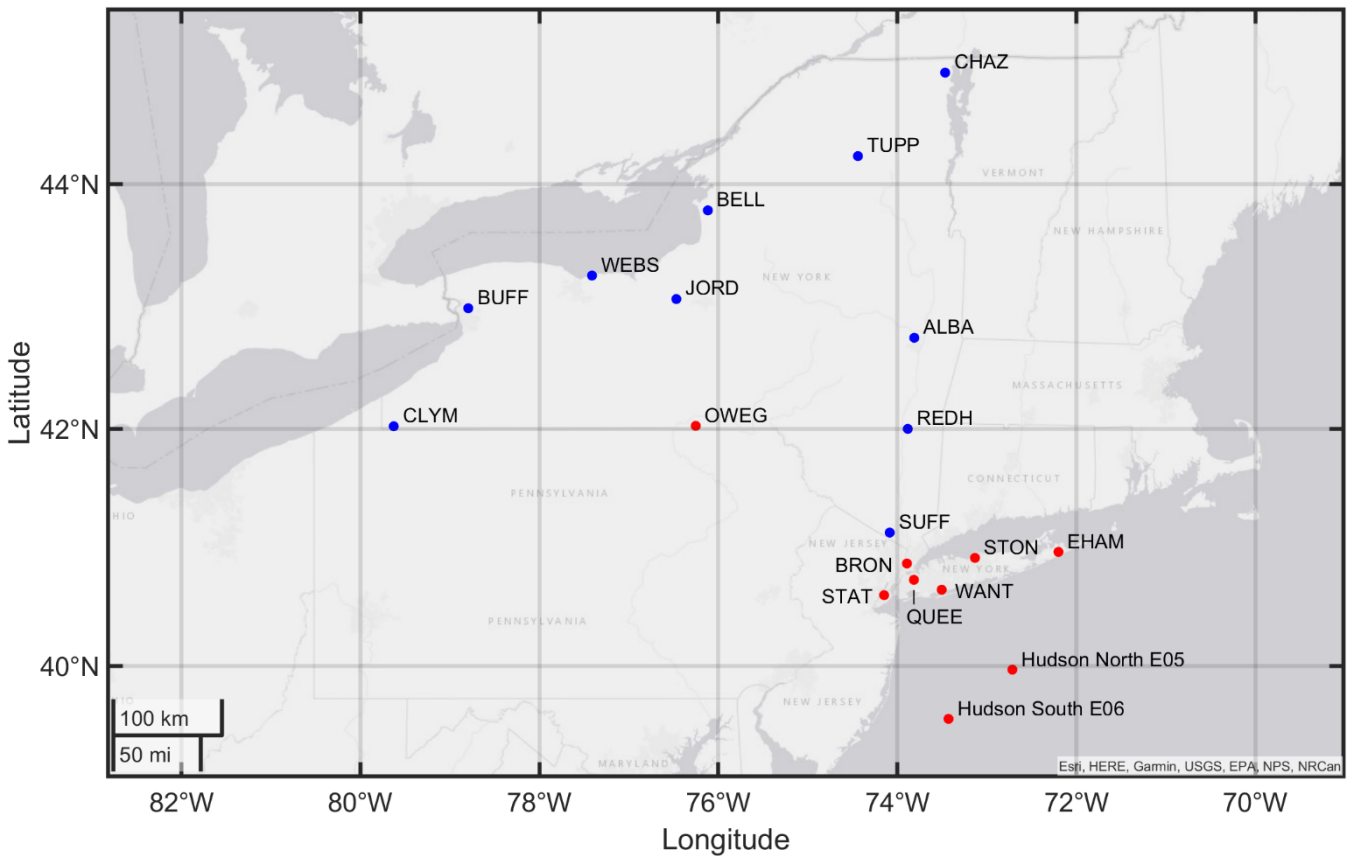 CHAZ
TUPP
VERMONT
44°N
BELL
NEW HAMPSHIRE
WEBS
NEW YORK
JORD
BUFF
ALBA
Latitude
MASSACHUSETTS
CLYM
OWEG
REDH
42°N
CONNECTICUT
PENNSYLVANIA
HIO
SUFF
NEW JERSEY
STON
EHAM
BRON
NEW YORK
STAT
WANT
QUEE
PENNSYLVANIA
Hudson North E05
40°N
NEW JERSEY
Hudson South E06
IO
100 km
50 mi
MARYLAND
Esri, HERE, Garmin, USGS, EPA, NPS, NRCan
82°W
80°W
78°W
76°W
74°W
72°W
70°W
Longitude